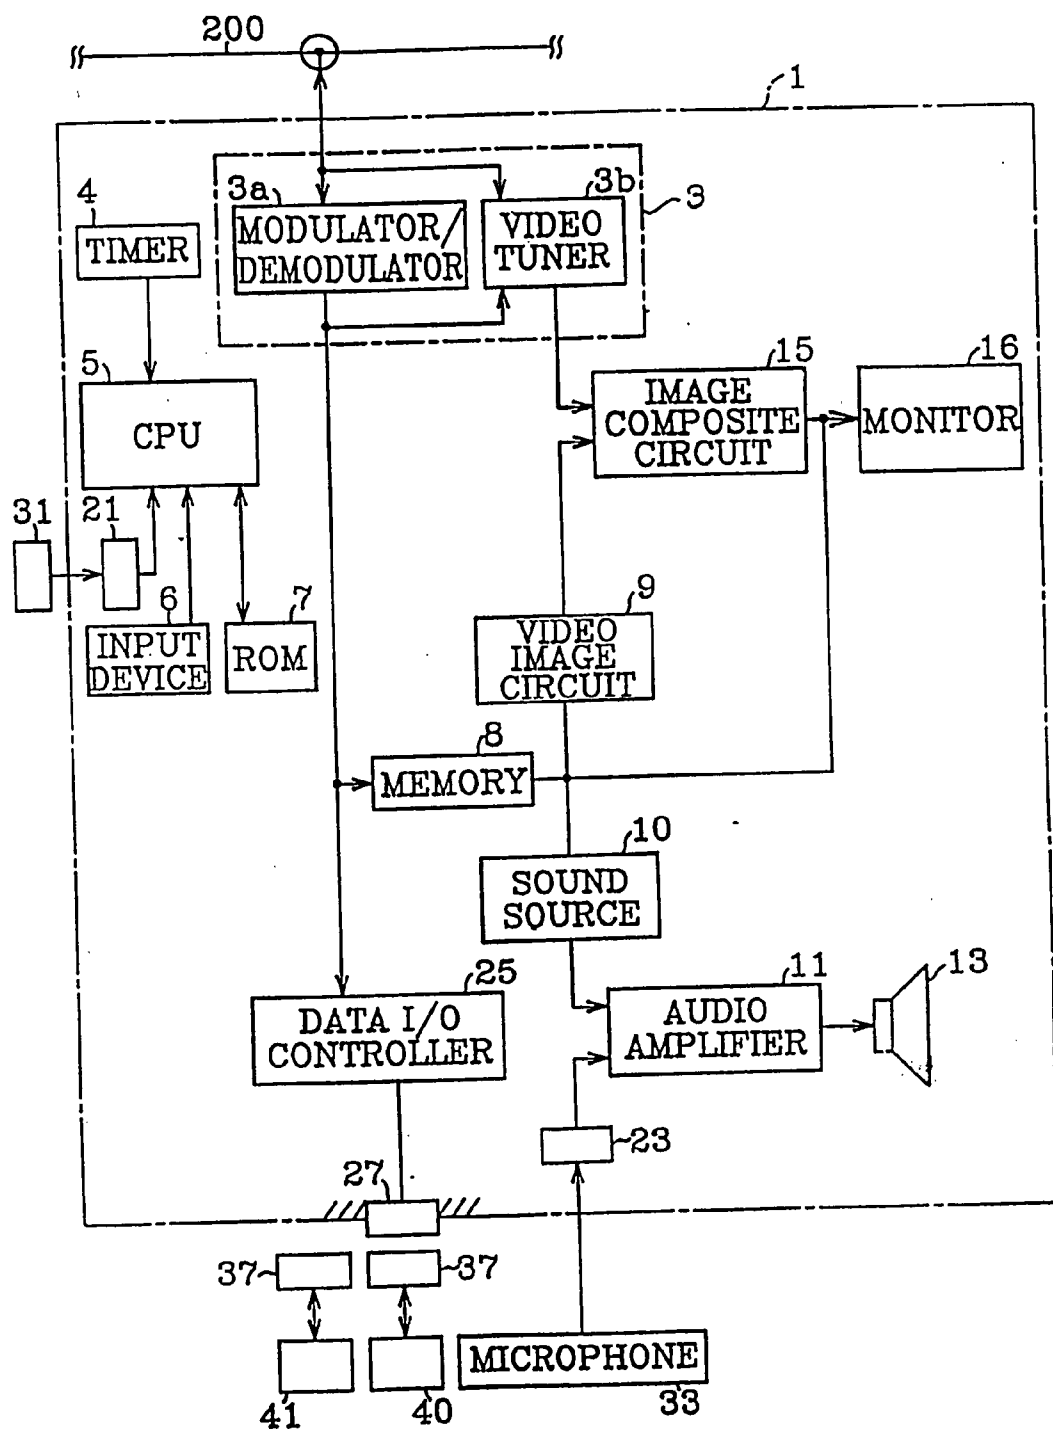 200
1
3a
3b
3
4
MODULATOR/
DEMODULATOR
VIDEO
TUNER
TIMER
5
15
16
CPU
IMAGE
COMPOSITE
CIRCUIT
MONITOR
31
21
6
7
9
INPUT
DEVICE
ROM
VIDEO
IMAGE
CIRCUIT
8
MEMORY
10
SOUND
SOURCE
25
11
13
DATA I/O
CONTROLLER
AUDIO
AMPLIFIER
23
27
37
37
MICROPHONE
41
40
33